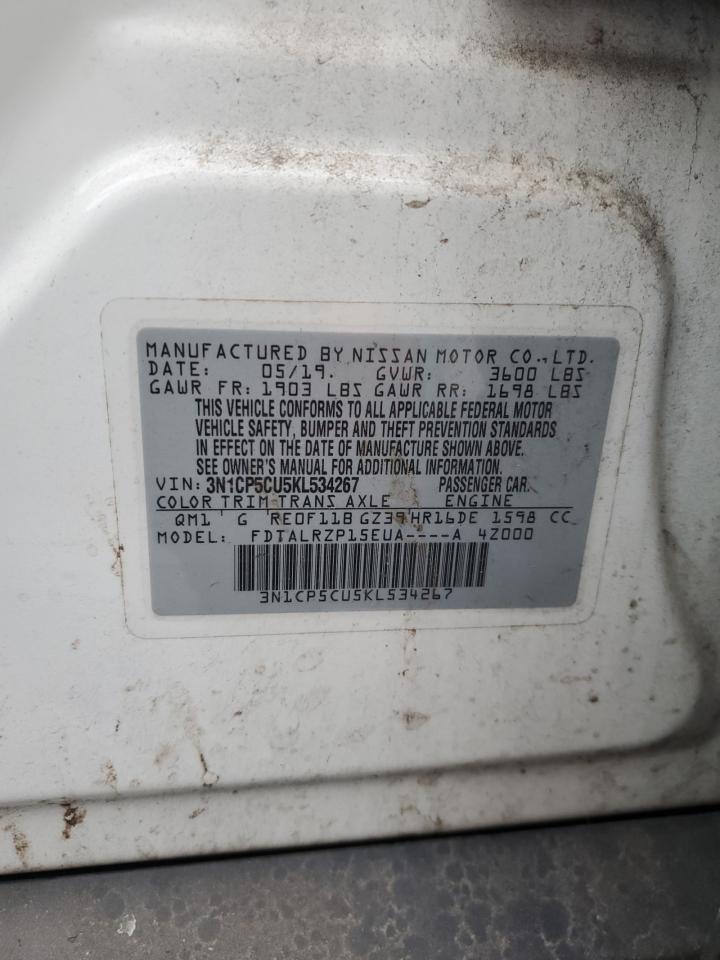 MANUFACTURED BY NISSAN MOTOR CO., LTD.
DATE: 05/19. GVWR: 3600 LBS
GAWR FR: 1903 LBS GAWR RR: 1698 LBS
THIS VEHICLE CONFORMS TO ALL APPLICABLE FEDERAL MOTOR
VEHICLE SAFETY, BUMPER AND THEFT PREVENTION STANDARDS
IN EFFECT ON THE DATE OF MANUFACTURE SHOWN ABOVE.
SEE OWNER'S MANUAL FOR ADDITIONAL INFORMATION.
VIN: 3N1CP5CU5KL534267 PASSENGER CAR.
COLOR TRIM TRANS AXLE ENGINE
QM1 ' G ' RE0F11B GZ39 ' HR16DE 1598 CC
MODEL: FDTALRZP15EUA----A 4Z000
3N1CP5CU5KL534267